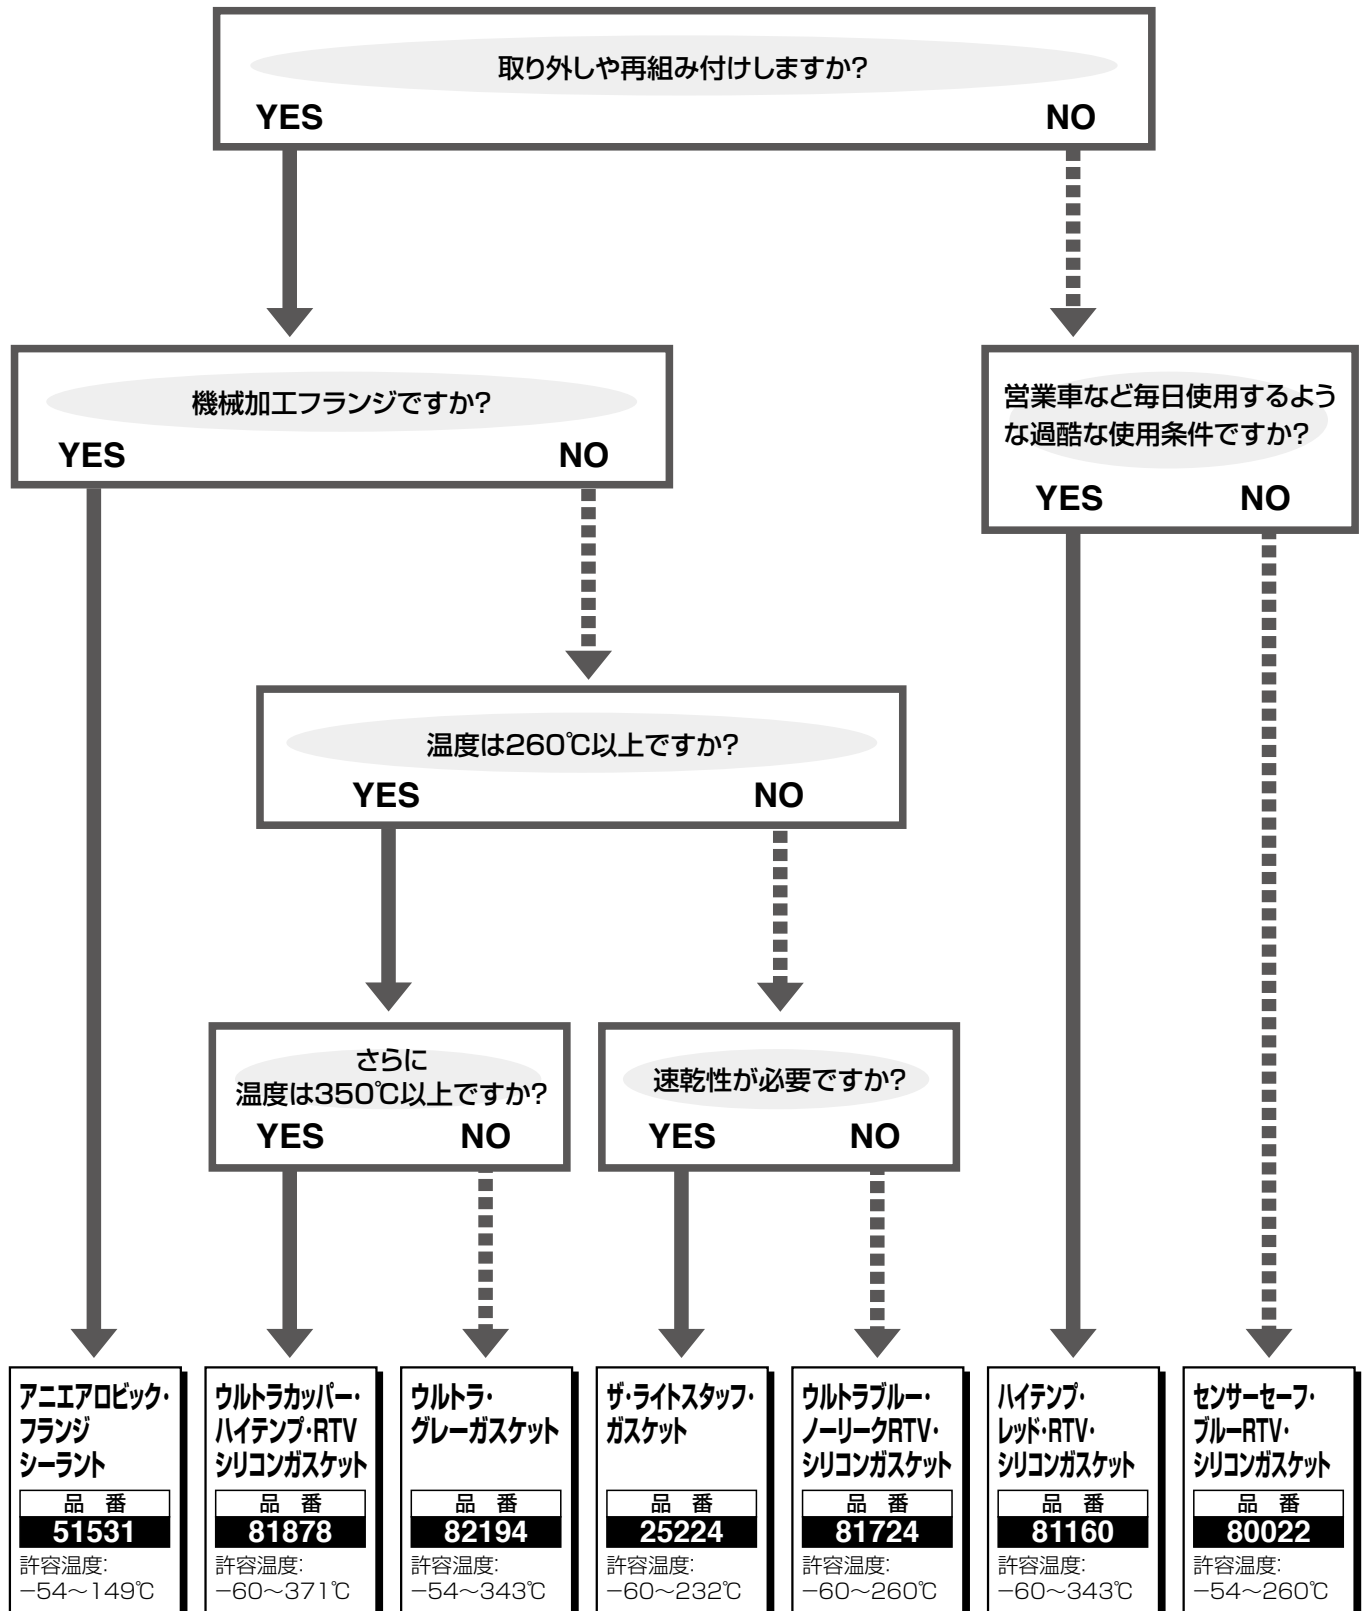 取り外しや再組み付けしますか?
YES
NO
機械加工フランジですか?
YES
NO
営業車など毎日使用するよう
な過酷な使用条件ですか?
YES
NO
温度は260℃以上ですか?
YES
NO
さらに
温度は350℃以上ですか?
YES
NO
速乾性が必要ですか?
YES
NO
アニエアロビック・
フランジ
シーラント
品 番
51531
許容温度:
−54〜149℃
ウルトラカッパー・
ハイテンプ・RTV
シリコンガスケット
品 番
81878
許容温度:
−60〜371℃
ウルトラ・
グレーガスケット
品 番
82194
許容温度:
−54〜343℃
ザ・ライトスタッフ・
ガスケット
品 番
25224
許容温度:
−60〜232℃
ウルトラブルー・
ノーリークRTV・
シリコンガスケット
品 番
81724
許容温度:
−60〜260℃
ハイテンプ・
レッド・RTV・
シリコンガスケット
品 番
81160
許容温度:
−60〜343℃
センサーセーフ・
ブルーRTV・
シリコンガスケット
品 番
80022
許容温度:
−54〜260℃